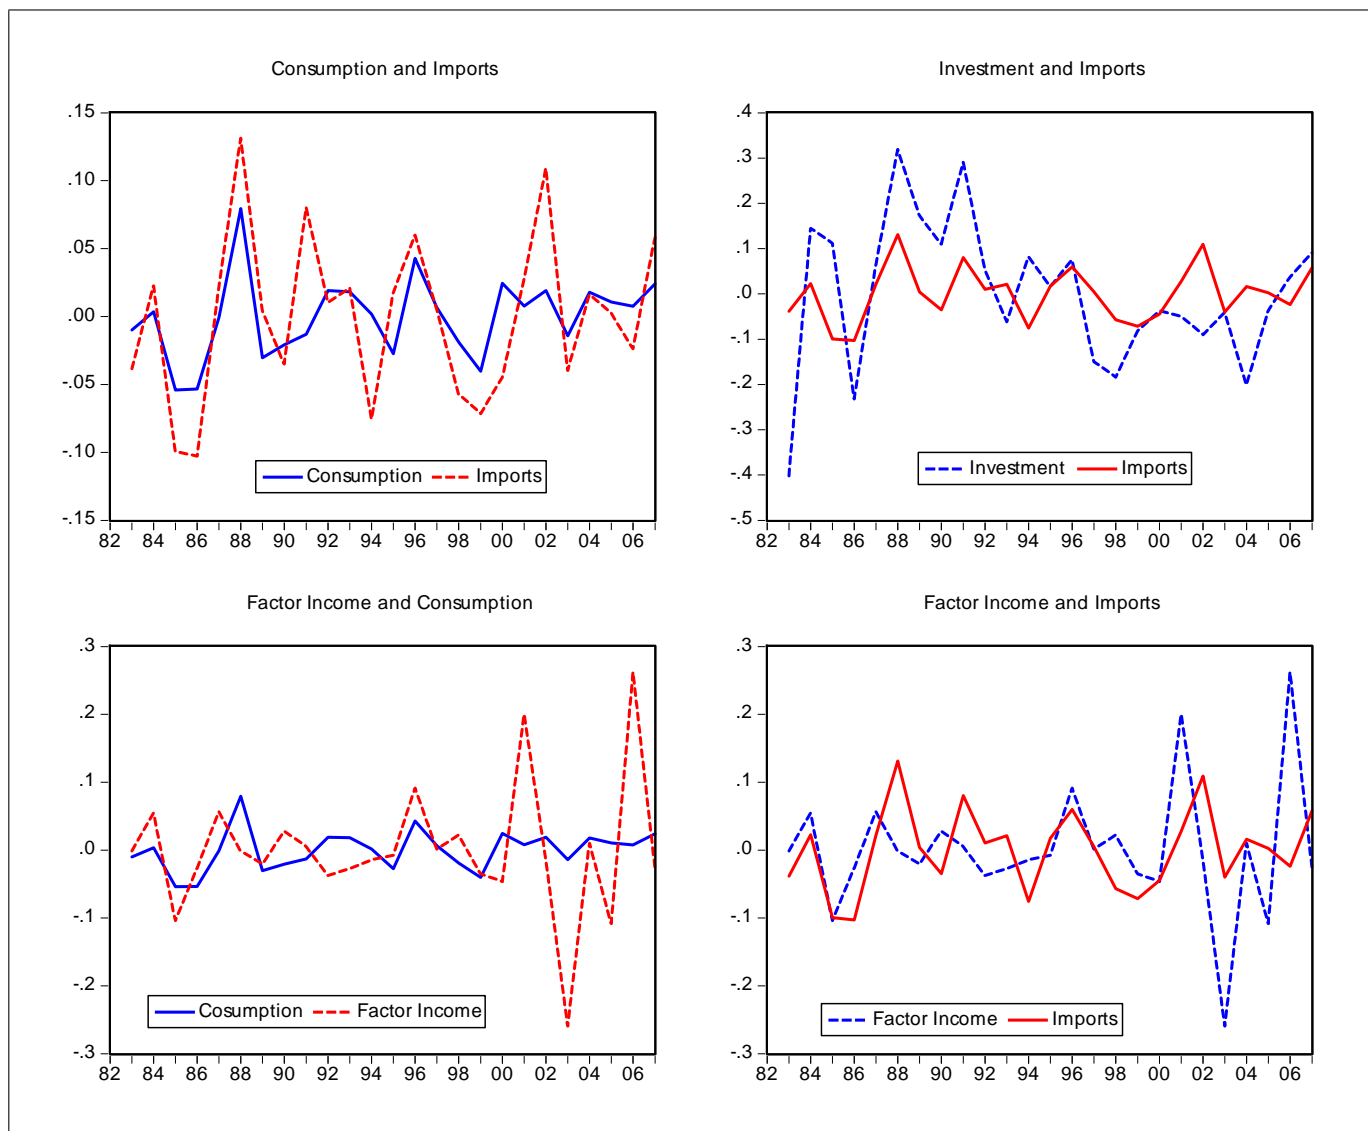 Consumption and Imports
.15
.10
.05
.00
-.05
-.10
-.15
82 84 86 88 90 92 94 96 98 00 02 04 06
Consumption Imports
Investment and Imports
.4
.3
.2
.1
.0
-.1
-.2
-.3
-.4
-.5
82 84 86 88 90 92 94 96 98 00 02 04 06
Investment Imports
Factor Income and Consumption
.3
.2
.1
.0
-.1
-.2
-.3
82 84 86 88 90 92 94 96 98 00 02 04 06
Cosumption Factor Income
Factor Income and Imports
.3
.2
.1
.0
-.1
-.2
-.3
82 84 86 88 90 92 94 96 98 00 02 04 06
Factor Income Imports